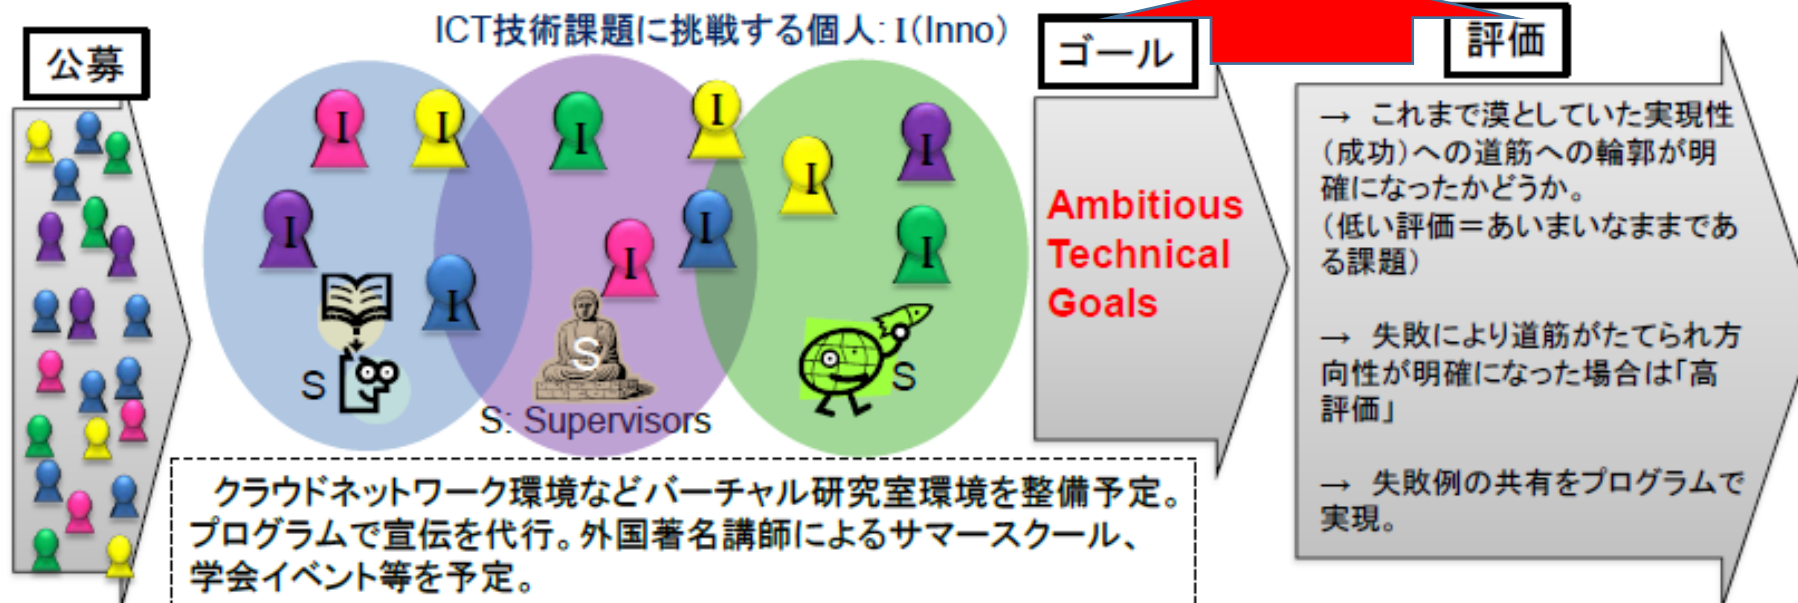 ICT技術課題に挑戦する個人: I(Inno)
公募
I
I
I
I
I
I
I
I
I
I
I
I
S
S
S
S: Supervisors
クラウドネットワーク環境などバーチャル研究室環境を整備予定。
プログラムで宣伝を代行。外国著名講師によるサマースクール、
学会イベント等を予定。
ゴール
Ambitious
Technical
Goals
評価
→ これまで漠としていた実現性
(成功)への道筋への輪郭が明
確になったかどうか。
(低い評価=あいまいなままであ
る課題)
→ 失敗により道筋がたてられ方
向性が明確になった場合は「高
評価」
→ 失敗例の共有をプログラムで
実現。